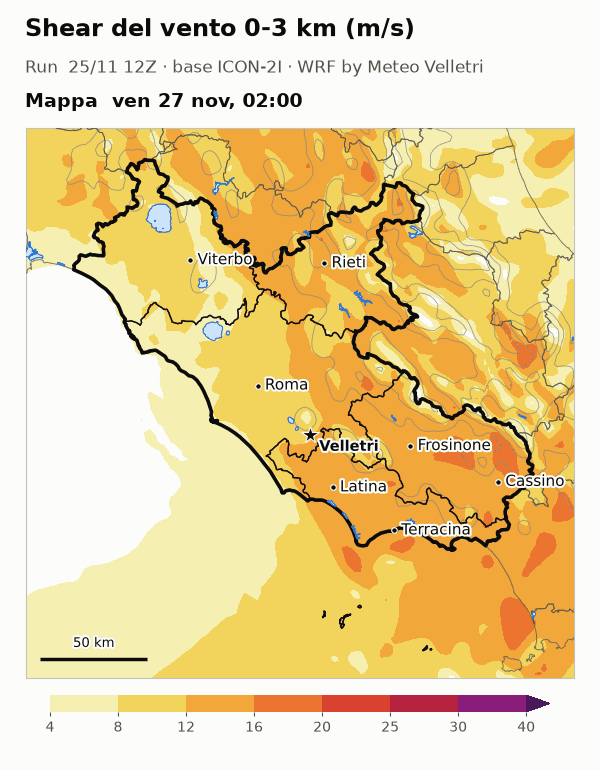 Shear del vento 0-3 km (m/s)
Run  25/11 12Z · base ICON-2I · WRF by Meteo Velletri
Mappa  ven 27 nov, 02:00
Viterbo
Rieti
Roma
Velletri
Frosinone
Latina
Cassino
Terracina
50 km
4 8 12 16 20 25 30 40